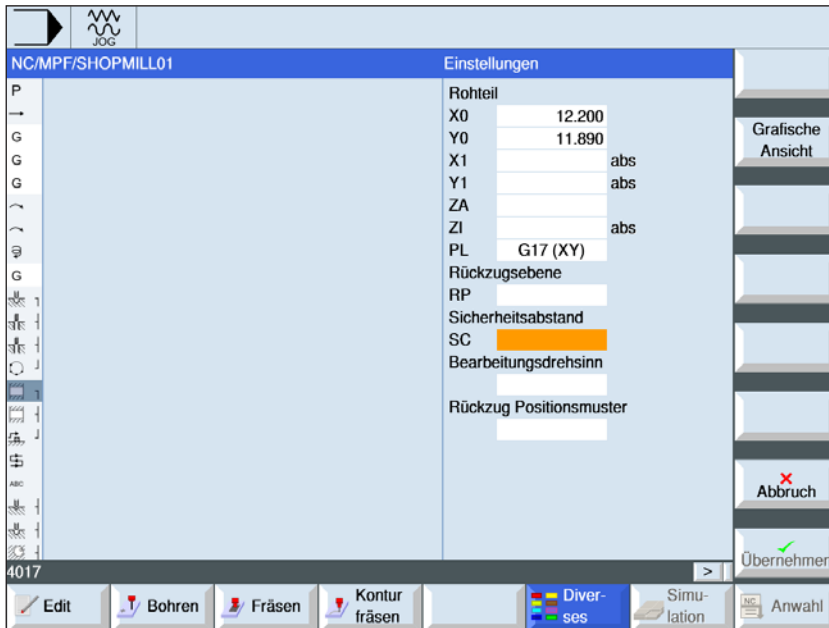 JOG
NC/MPF/SHOPMILL01
Einstellungen
P
G
G
G
G
ABC
Rohteil
X0 12.200
Y0 11.890
X1 abs
Y1 abs
ZA
ZI abs
PL G17 (XY)
Rückzugsebene
RP
Sicherheitsabstand
SC
Bearbeitungsdrehsinn
Rückzug Positionsmuster
Grafische
Ansicht
Abbruch
Übernehmen
4017
>
Edit
Bohren
Fräsen
Kontur
fräsen
Diver-
ses
Simu-
lation
NC
Anwahl